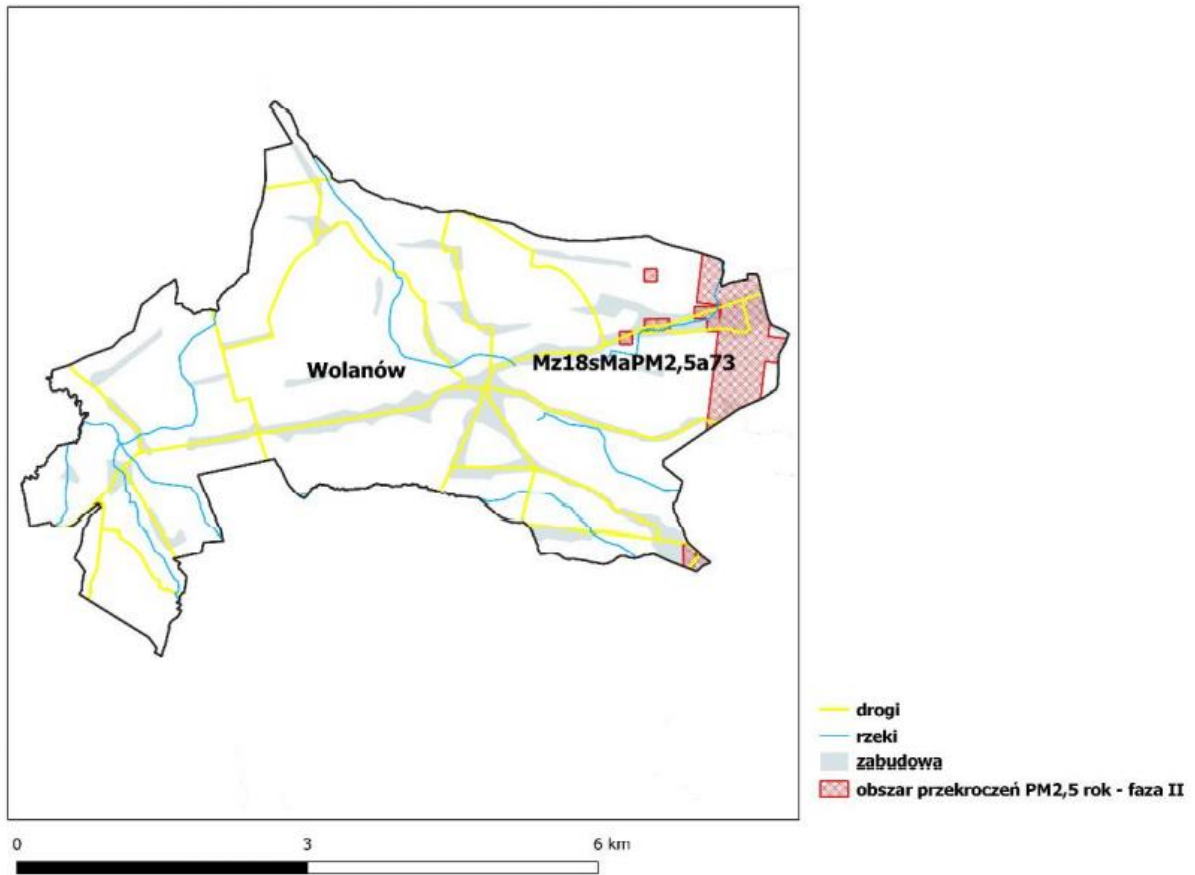 Wolanów
Mz18sMaPM2,5a73
drogi
rzeki
zabudowa
obszar przekroczeń PM2,5 rok - faza II
0 3 6 km